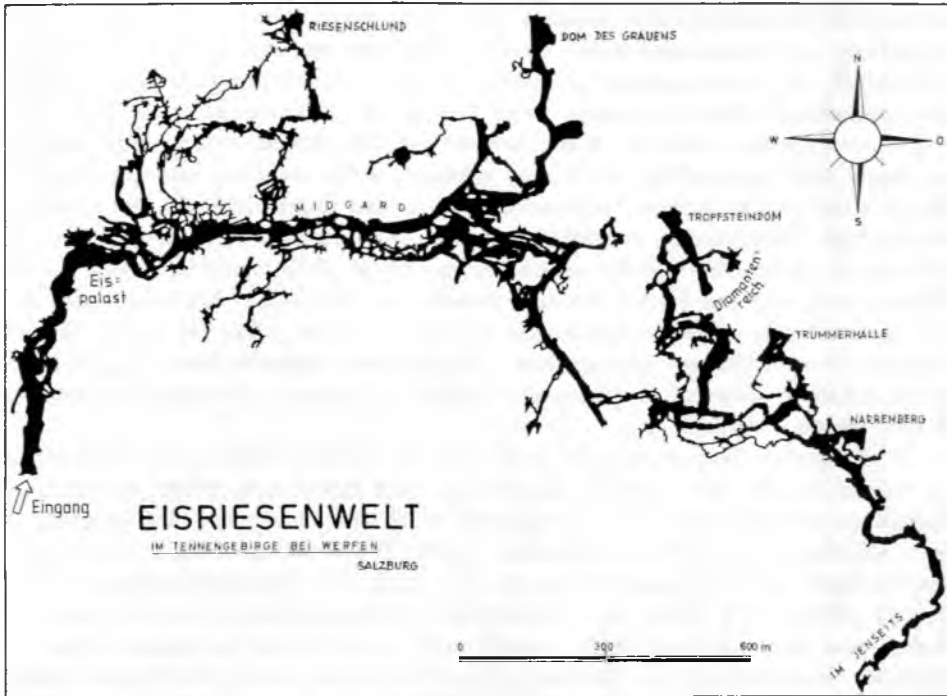 RIESENSCHLUND
DOM DES GRAUENS
N
W
O
S
MIDGARD
TROPFSTEINDOM
Eis-
palast
Diamanten-
reich
TRÜMMERHALLE
NARRENBERG
Eingang
EISRIESENWELT
IM TENNENGEBIRGE BEI WERFEN
SALZBURG
0 300 600 m
IM JENSEITS